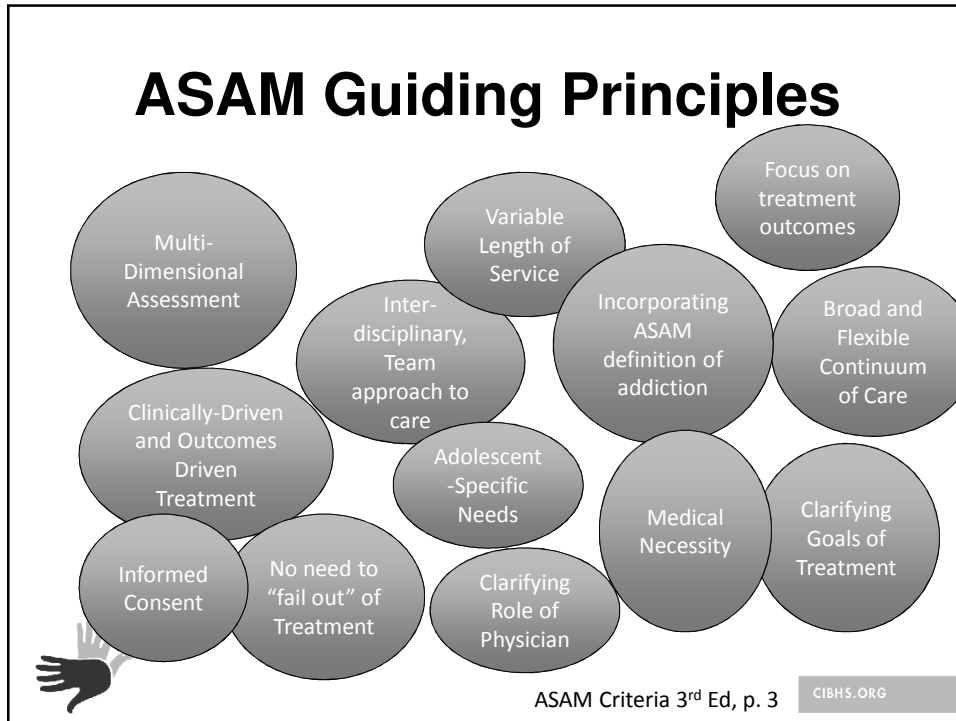 ASAM Guiding Principles
Focus on
treatment
outcomes
Variable
Length of
Service
Multi-
Dimensional
Assessment
Inter-
disciplinary,
Team
approach to
care
Incorporating
ASAM
definition of
addiction
Broad and
Flexible
Continuum
of Care
Clinically-Driven
and Outcomes
Driven
Treatment
Adolescent
-Specific
Needs
Medical
Necessity
Clarifying
Goals of
Treatment
Informed
Consent
No need to
“fail out” of
Treatment
Clarifying
Role of
Physician
ASAM Criteria 3rd Ed, p. 3
CIBHS.ORG